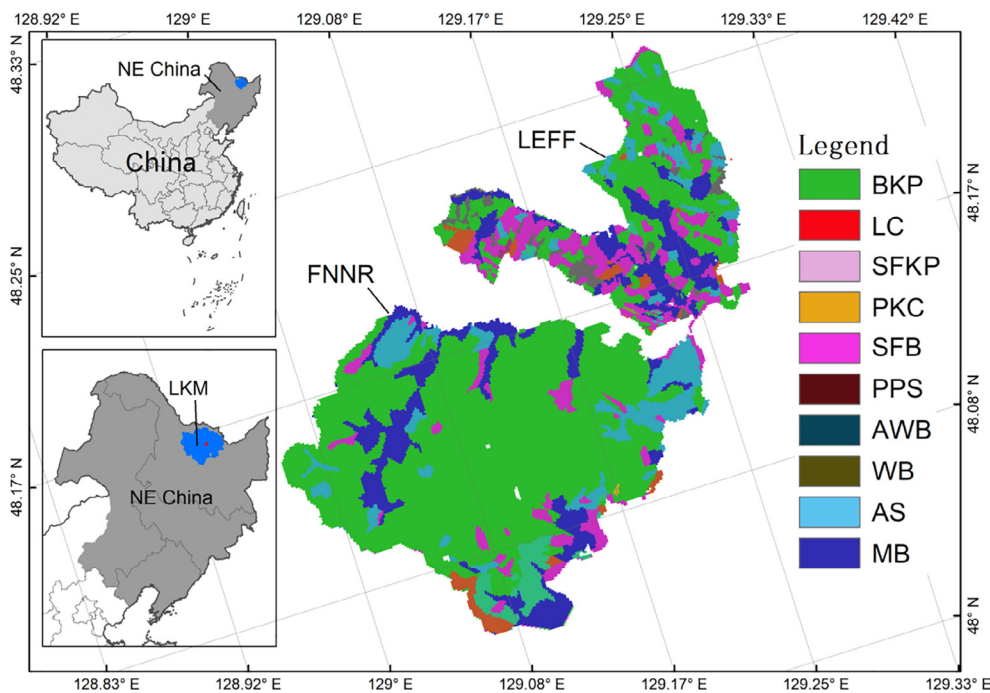 128.92° E
129° E
129.08° E
129.17° E
129.25° E
129.33° E
129.42° E
48.33° N
48.25° N
48.17° N
NE China
China
LKM
NE China
LEFF
FNNR
Legend
BKP
LC
SFKP
PKC
SFB
PPS
AWB
WB
AS
MB
48.17° N
48.08° N
48° N
128.83° E
128.92° E
129° E
129.08° E
129.17° E
129.25° E
129.33° E